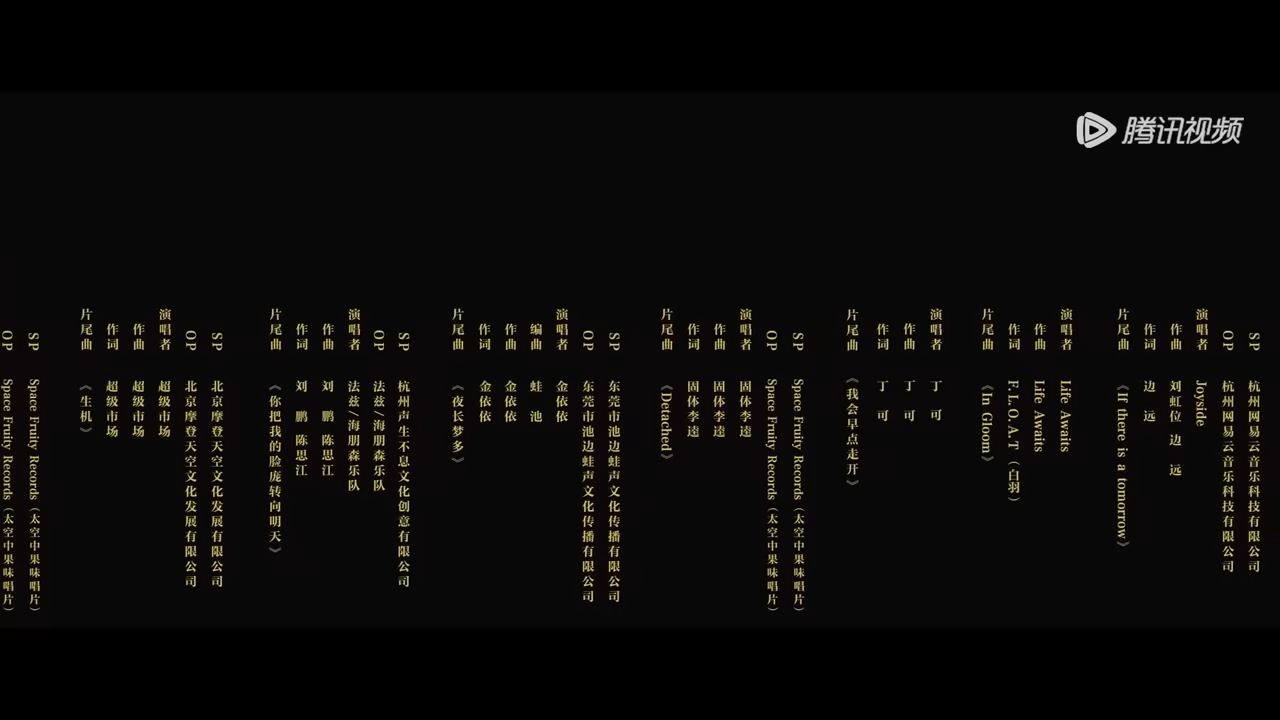 腾讯视频
OP Space Fruity Records（太空中果味唱片）
SP Space Fruity Records（太空中果味唱片）
片尾曲 《生机》
作词 超级市场
作曲 超级市场
演唱者 超级市场
OP 北京摩登天空文化发展有限公司
SP 北京摩登天空文化发展有限公司
片尾曲 《你把我的脸庞转向明天》
作词 刘 鹏 陈思江
作曲 刘 鹏 陈思江
演唱者 法兹/海朋森乐队
OP 法兹/海朋森乐队
SP 杭州声生不息文化创意有限公司
片尾曲 《夜长梦多》
作词 金依依
作曲 金依依
编曲 蛙 池
演唱者 金依依
OP 东莞市池边蛙声文化传播有限公司
SP 东莞市池边蛙声文化传播有限公司
片尾曲 《Detached》
作词 固体李逵
作曲 固体李逵
演唱者 固体李逵
OP Space Fruity Records（太空中果味唱片）
SP Space Fruity Records（太空中果味唱片）
片尾曲 《我会早点走开》
作词 丁 可
作曲 丁 可
演唱者 丁 可
片尾曲 《In Gloom》
作词 F.L.O.A.T（白羽）
作曲 Life Awaits
演唱者 Life Awaits
片尾曲 《If there is a tomorrow》
作词 边 远
作曲 刘虹位 边 远
演唱者 Joyside
OP 杭州网易云音乐科技有限公司
SP 杭州网易云音乐科技有限公司